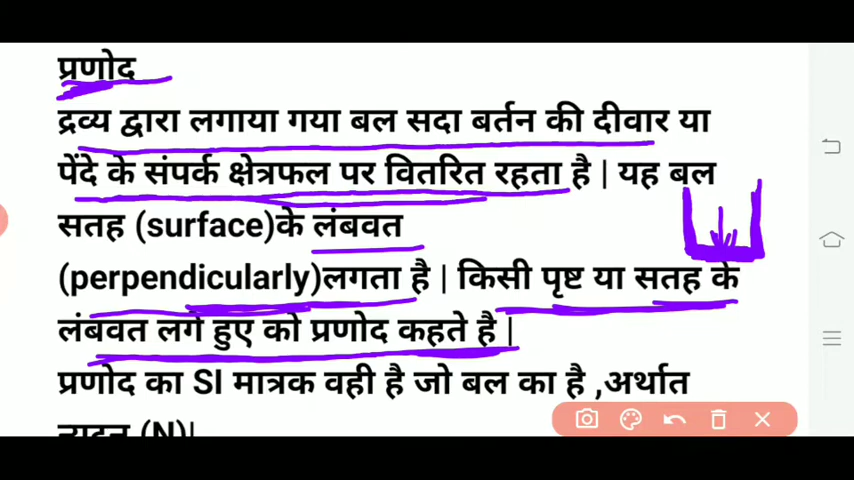 प्रणोद
द्रव्य द्वारा लगाया गया बल सदा बर्तन की दीवार या
पेंदे के संपर्क क्षेत्रफल पर वितरित रहता है | यह बल
सतह (surface)के लंबवत
(perpendicularly)लगता है | किसी पृष्ट या सतह के
लंबवत लगे हुए को प्रणोद कहते है |
प्रणोद का SI मात्रक वही है जो बल का है ,अर्थात
(N)|